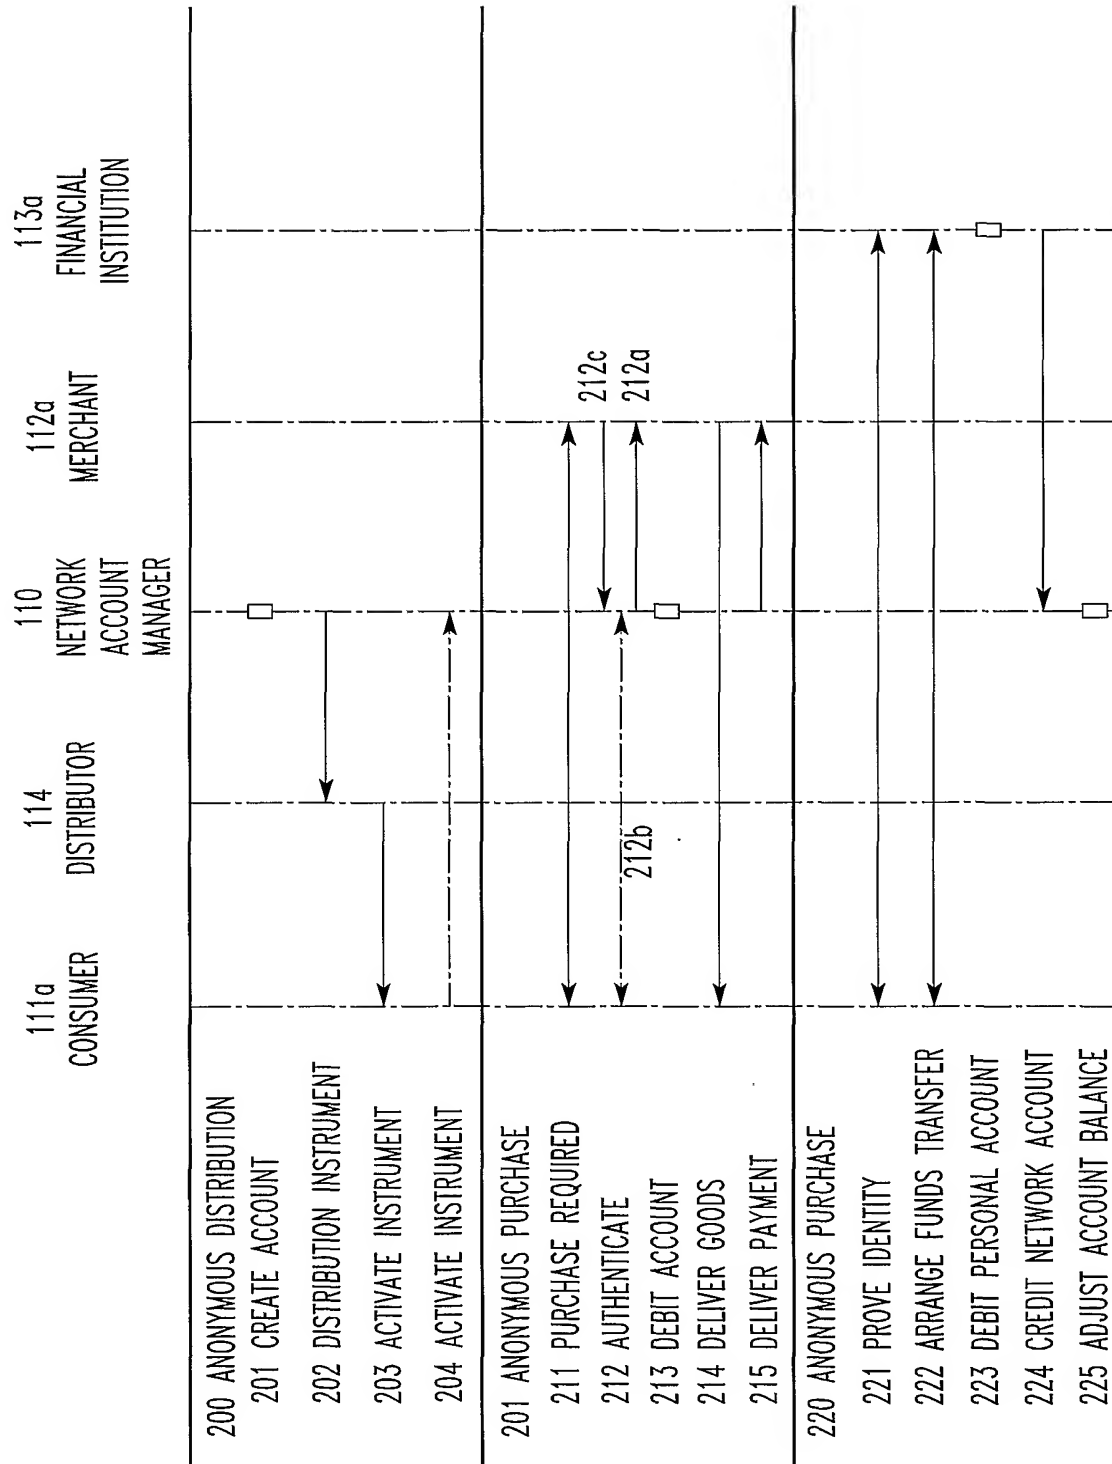 111a
CONSUMER
114
DISTRIBUTOR
110
NETWORK
ACCOUNT
MANAGER
112a
MERCHANT
113a
FINANCIAL
INSTITUTION
200 ANONYMOUS DISTRIBUTION
201 CREATE ACCOUNT
202 DISTRIBUTION INSTRUMENT
203 ACTIVATE INSTRUMENT
204 ACTIVATE INSTRUMENT
201 ANONYMOUS PURCHASE
211 PURCHASE REQUIRED
212 AUTHENTICATE
213 DEBIT ACCOUNT
214 DELIVER GOODS
215 DELIVER PAYMENT
212b
212c
212a
220 ANONYMOUS PURCHASE
221 PROVE IDENTITY
222 ARRANGE FUNDS TRANSFER
223 DEBIT PERSONAL ACCOUNT
224 CREDIT NETWORK ACCOUNT
225 ADJUST ACCOUNT BALANCE